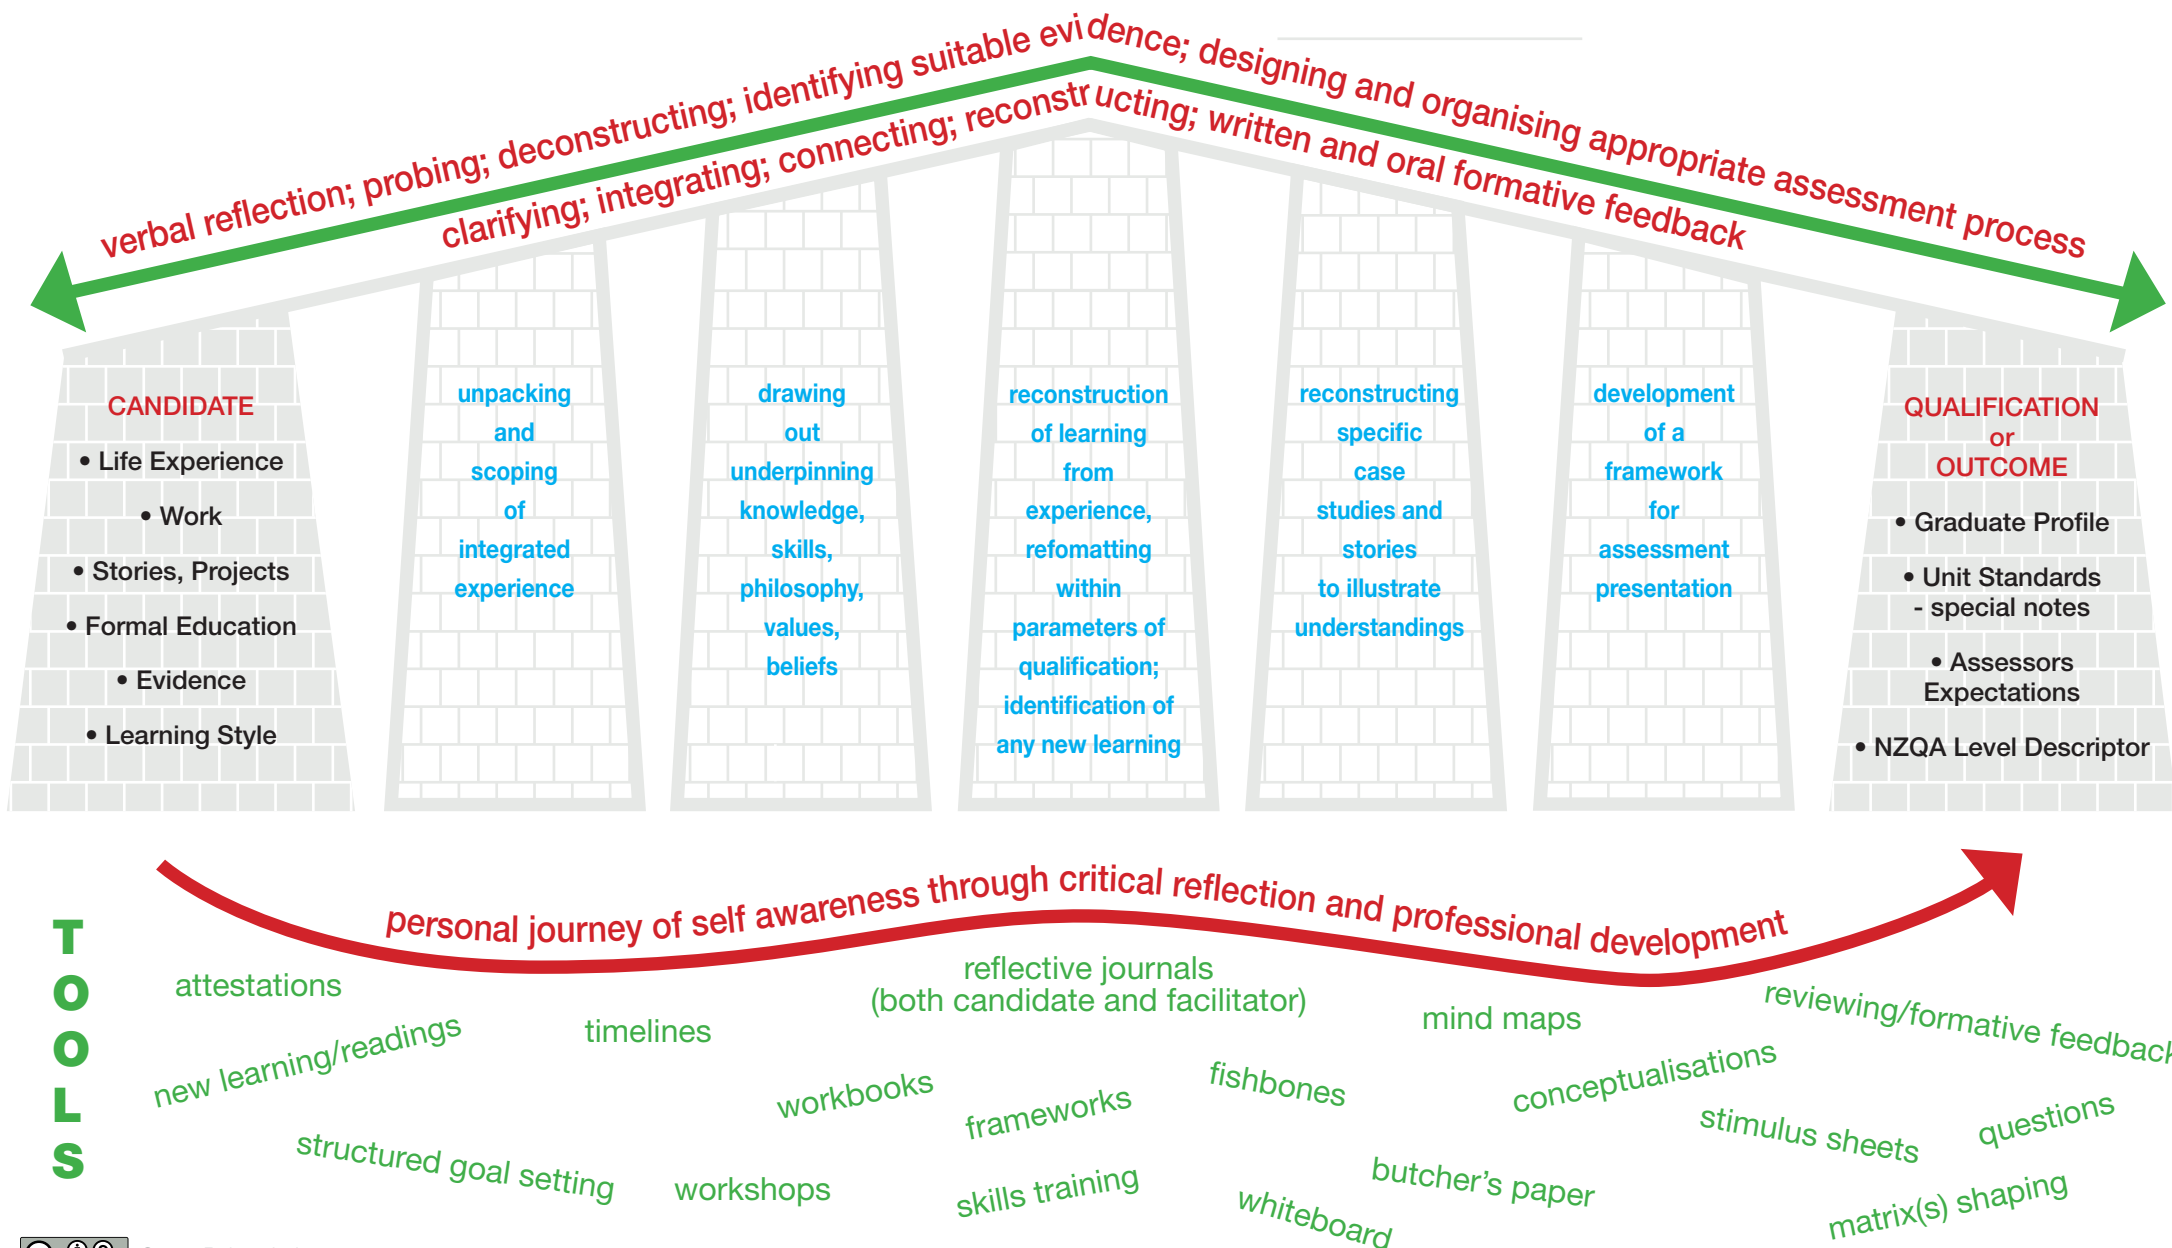 verbal reflection; probing; deconstructing; identifying suitable evidence; designing and organising appropriate assessment process
clarifying; integrating; connecting; reconstructing; written and oral formative feedback
CANDIDATE
• Life Experience
• Work
• Stories, Projects
• Formal Education
• Evidence
• Learning Style
unpacking
and
scoping
of
integrated
experience
drawing
out
underpinning
knowledge,
skills,
philosophy,
values,
beliefs
reconstruction
of learning
from
experience,
refomatting
within
parameters of
qualification;
identification of
any new learning
reconstructing
specific
case
studies and
stories
to illustrate
understandings
development
of a
framework
for
assessment
presentation
QUALIFICATION
or
OUTCOME
• Graduate Profile
• Unit Standards
- special notes
• Assessors
Expectations
• NZQA Level Descriptor
personal journey of self awareness through critical reflection and professional development
TOOLS
attestations
new learning/readings
timelines
reflective journals
(both candidate and facilitator)
mind maps
reviewing/formative feedback
workbooks
frameworks
fishbones
conceptualisations
stimulus sheets
questions
structured goal setting
workshops
skills training
whiteboard
butcher's paper
matrix(s) shaping